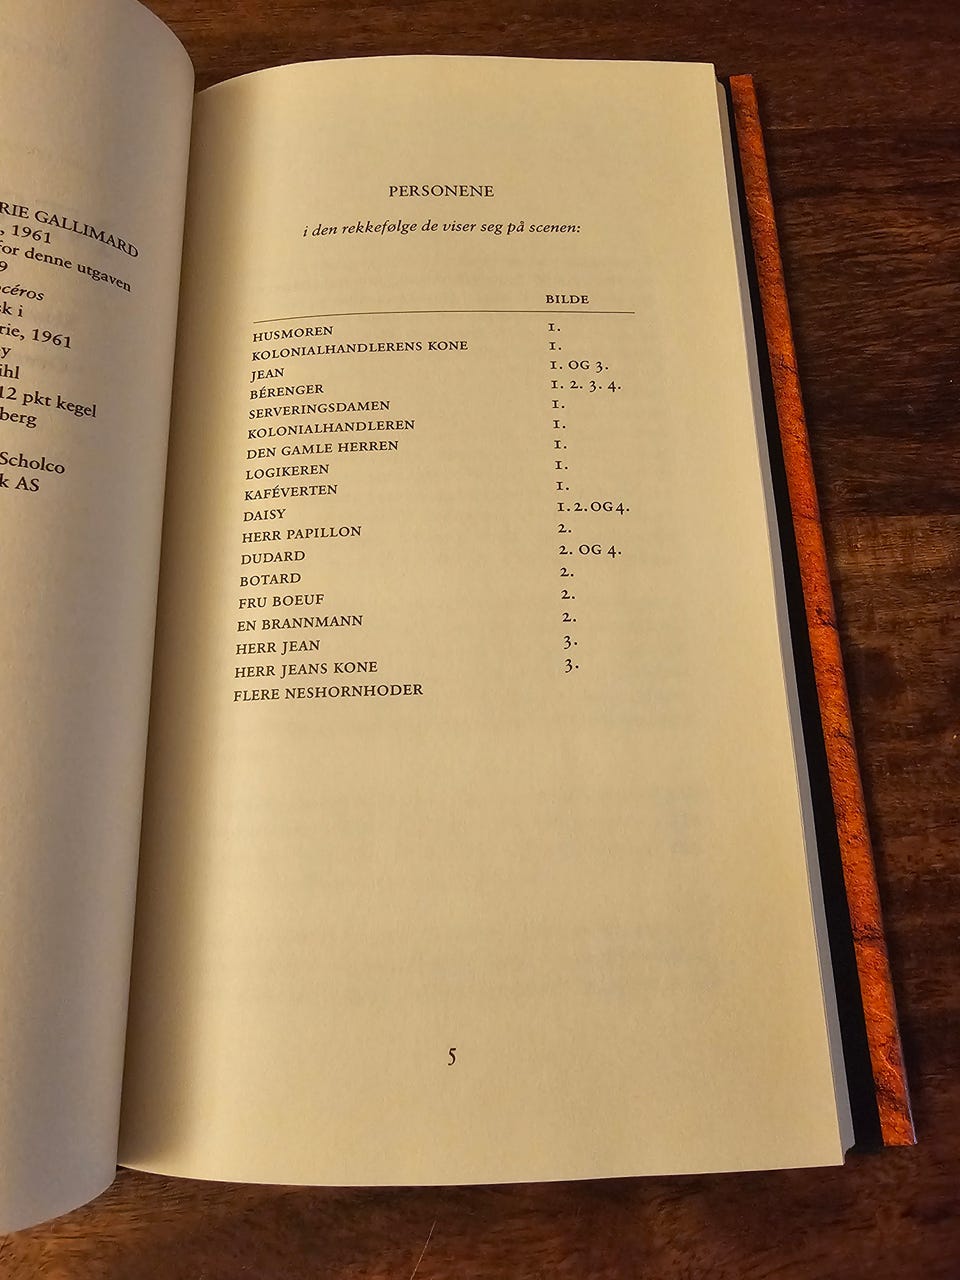 RIE GALLIMARD
, 1961
for denne utgaven
9
océros
sk i
rie, 1961
y
ihl
12 pkt kegel
berg
Scholco
k AS
PERSONENE
i den rekkefølge de viser seg på scenen:
BILDE
HUSMOREN 1.
KOLONIALHANDLERENS KONE 1.
JEAN 1. OG 3.
BÉRENGER 1. 2. 3. 4.
SERVERINGSDAMEN 1.
KOLONIALHANDLEREN 1.
DEN GAMLE HERREN 1.
LOGIKEREN 1.
KAFÉVERTEN 1.
DAISY 1. 2. OG 4.
HERR PAPILLON 2.
DUDARD 2. OG 4.
BOTARD 2.
FRU BOEUF 2.
EN BRANNMANN 2.
HERR JEAN 3.
HERR JEANS KONE 3.
FLERE NESHORNHODER
5